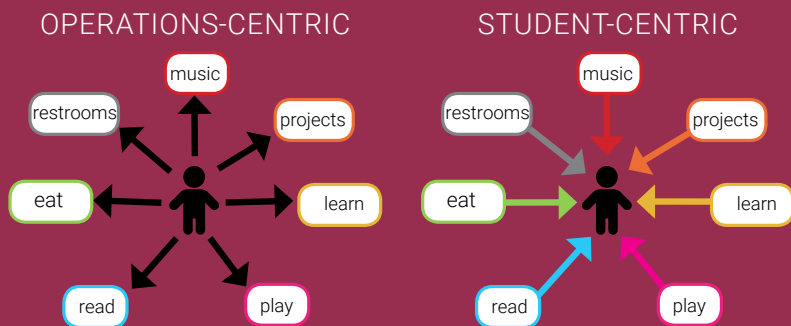 OPERATIONS-CENTRIC
music
restrooms
projects
eat
learn
read
play
STUDENT-CENTRIC
music
restrooms
projects
eat
learn
read
play